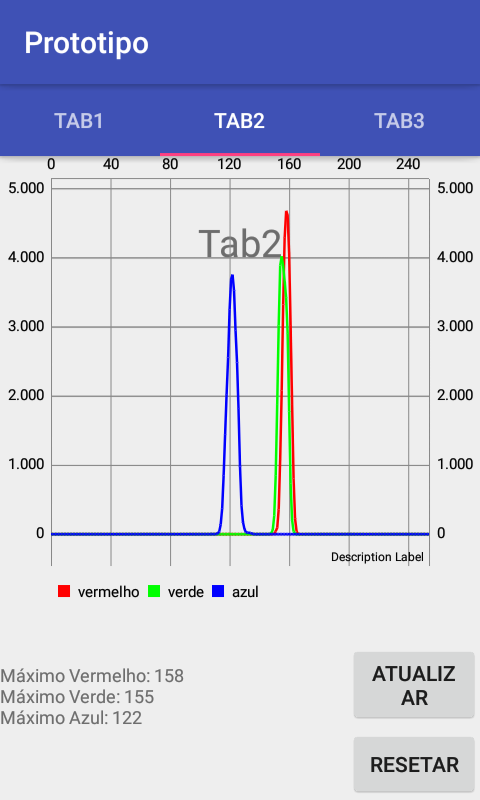 Prototipo
TAB1 TAB2 TAB3
0 40 80 120 160 200 240
5.000 5.000
Tab2
4.000 4.000
3.000 3.000
2.000 2.000
1.000 1.000
0 0
Description Label
vermelho verde azul
Máximo Vermelho: 158
Máximo Verde: 155
Máximo Azul: 122
ATUALIZ
AR
RESETAR